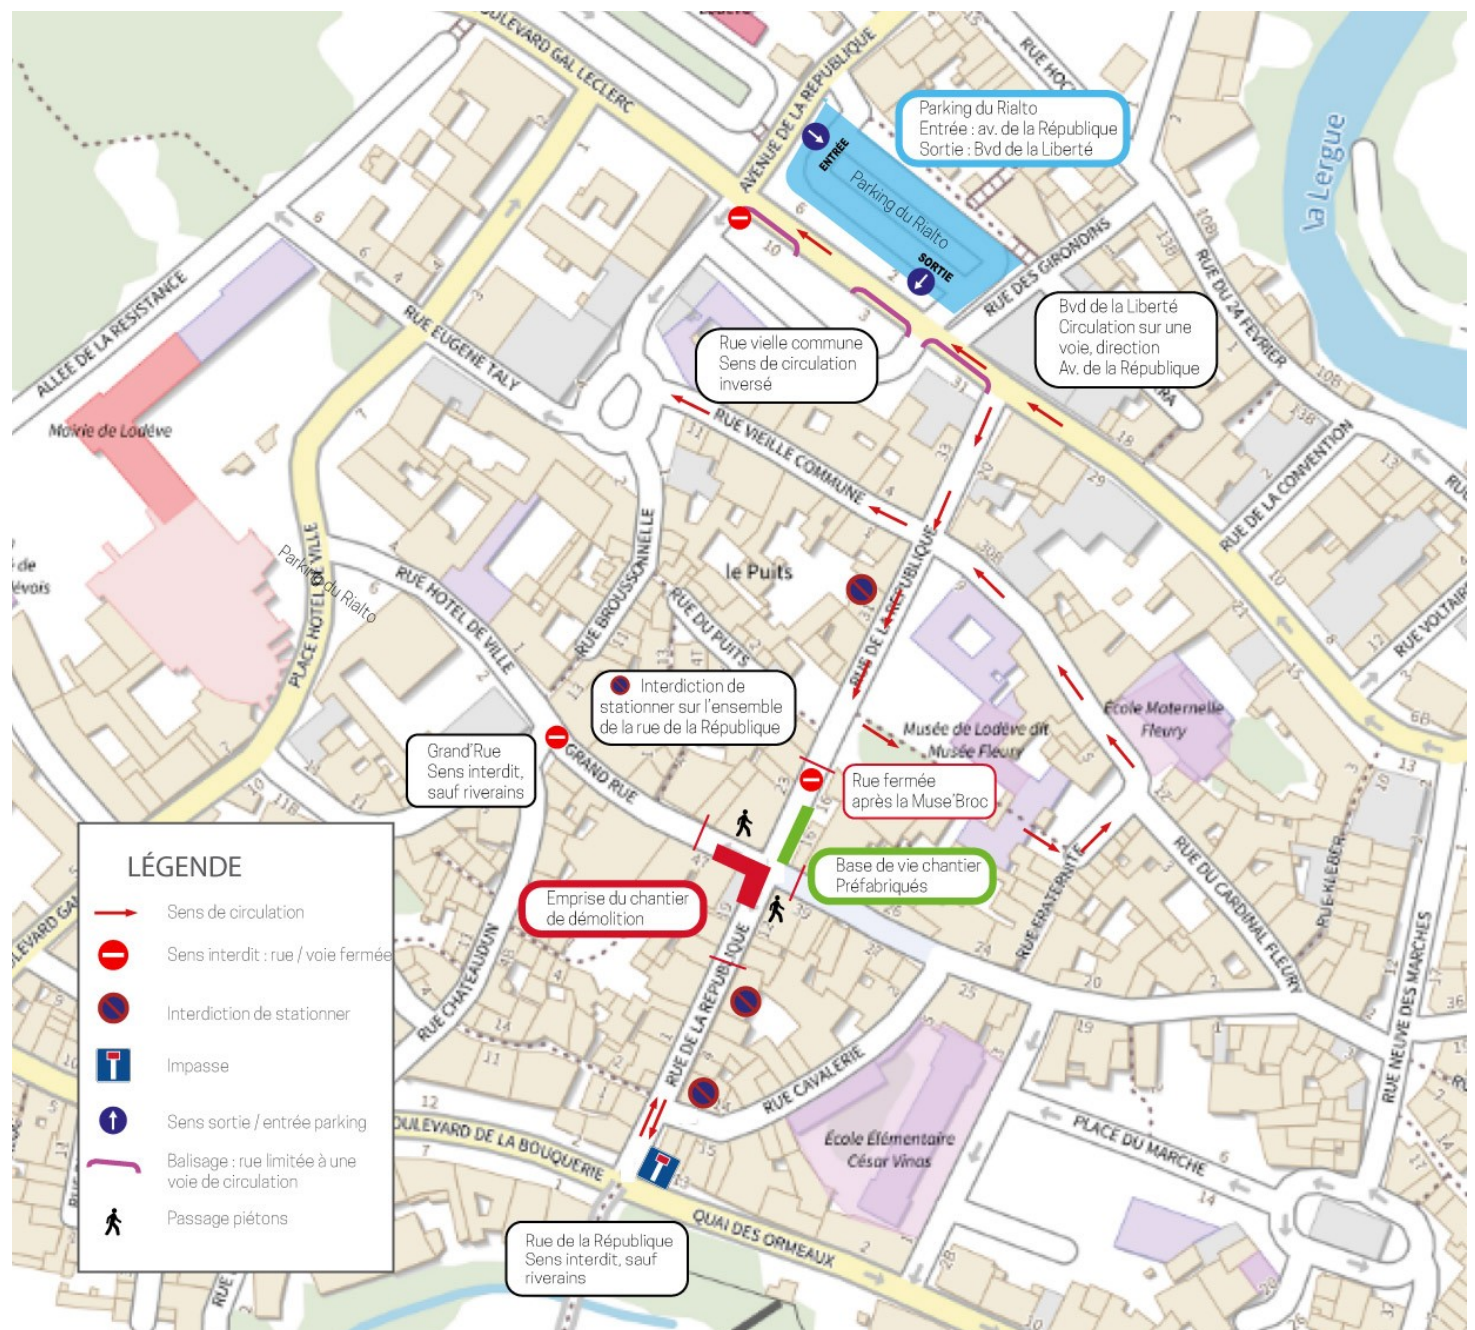 BOULEVARD GAL LECLERC
AVENUE DE LA REPUBLIQUE
Parking du Rialto
Entrée : av. de la République
Sortie : Bvd de la Liberté
ENTRÉE
Parking du Rialto
SORTIE
La Lergue
RUE DES GIRONDINS
RUE DU 24 FEVRIER
Bvd de la Liberté
Circulation sur une
voie, direction
Av. de la République
Rue vielle commune
Sens de circulation
inversé
ALLEE DE LA RESISTANCE
RUE EUGENE TALY
Mairie de Lodève
RUE VIEILLE COMMUNE
RUE DE LA CONVENTION
RUE VOLTAIRE
le Puits
RUE DE LA REPUBLIQUE
RUE BROUSSONNELLE
RUE DU PUITS
RUE HOTEL DE VILLE
PLACE HOTEL DE VILLE
Parking du Rialto
Interdiction de
stationner sur l'ensemble
de la rue de la République
Musée de Lodève dit
Musée Fleury
École Maternelle
Fleury
Grand'Rue
Sens interdit,
sauf riverains
GRAND RUE
Rue fermée
après la Muse'Broc
Base de vie chantier
Préfabriqués
Emprise du chantier
de démolition
RUE FRATERNITE
RUE DU CARDINAL FLEURY
RUE KLEBER
RUE NEUVE DES MARCHES
RUE CHATEAUDUN
RUE DE LA REPUBLIQUE
RUE CAVALERIE
École Élémentaire
César Vinas
PLACE DU MARCHE
BOULEVARD DE LA BOUQUERIE
QUAI DES ORMEAUX
Rue de la République
Sens interdit, sauf
riverains
LÉGENDE
Sens de circulation
Sens interdit : rue / voie fermée
Interdiction de stationner
Impasse
Sens sortie / entrée parking
Balisage : rue limitée à une
voie de circulation
Passage piétons